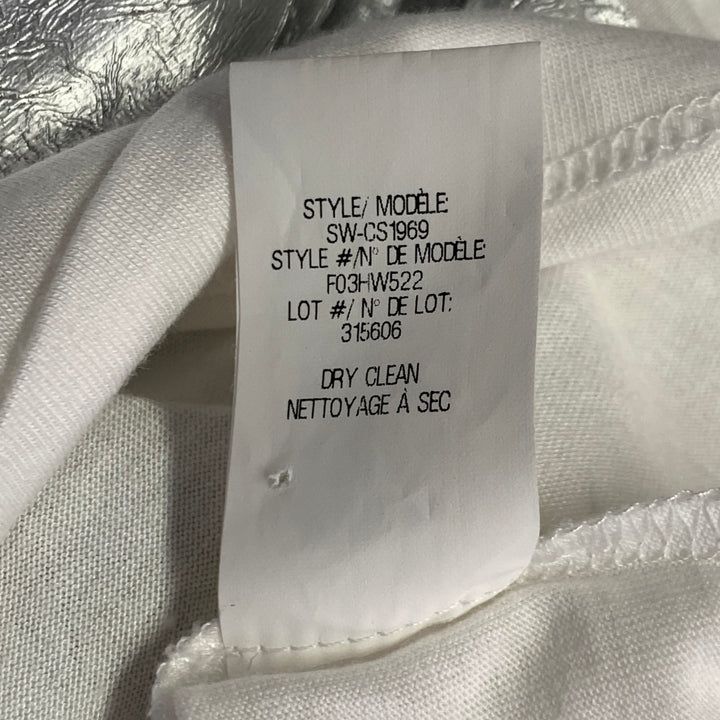 STYLE/ MODÈLE:
SW-CS1969
STYLE #/N° DE MODÈLE:
F03HW522
LOT #/ N° DE LOT:
315606
DRY CLEAN
NETTOYAGE À SEC